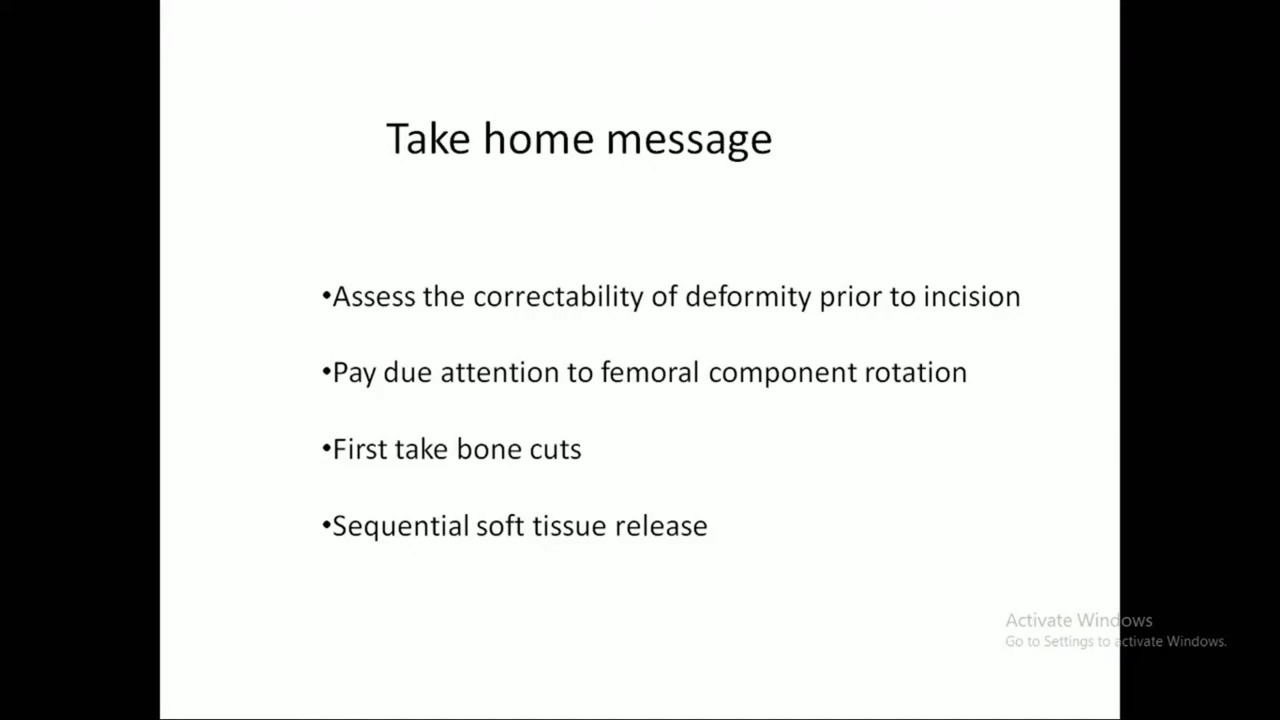 Take home message
•Assess the correctability of deformity prior to incision
•Pay due attention to femoral component rotation
•First take bone cuts
•Sequential soft tissue release
Activate Windows
Go to Settings to activate Windows.